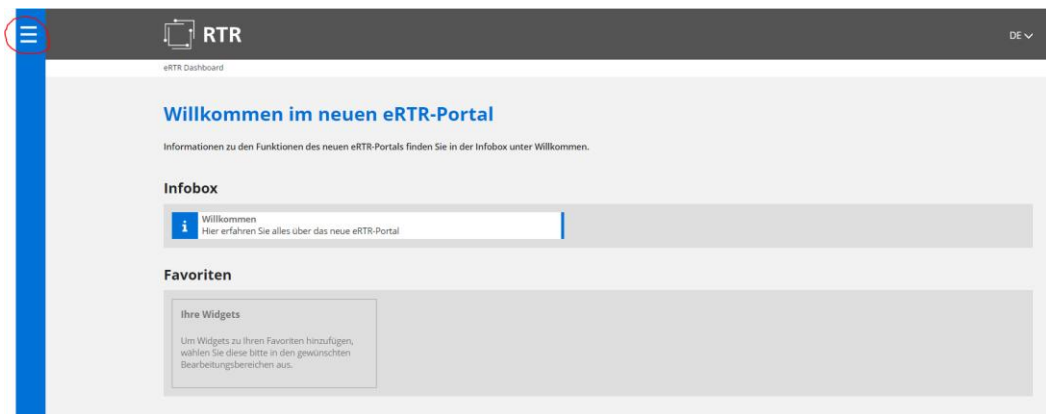 RTR
DE
eRTR Dashboard
Willkommen im neuen eRTR-Portal
Informationen zu den Funktionen des neuen eRTR-Portals finden Sie in der Infobox unter Willkommen.
Infobox
i
Willkommen
Hier erfahren Sie alles über das neue eRTR-Portal
Favoriten
Ihre Widgets
Um Widgets zu Ihren Favoriten hinzufügen,
wählen Sie diese bitte in den gewünschten
Bearbeitungsbereichen aus.